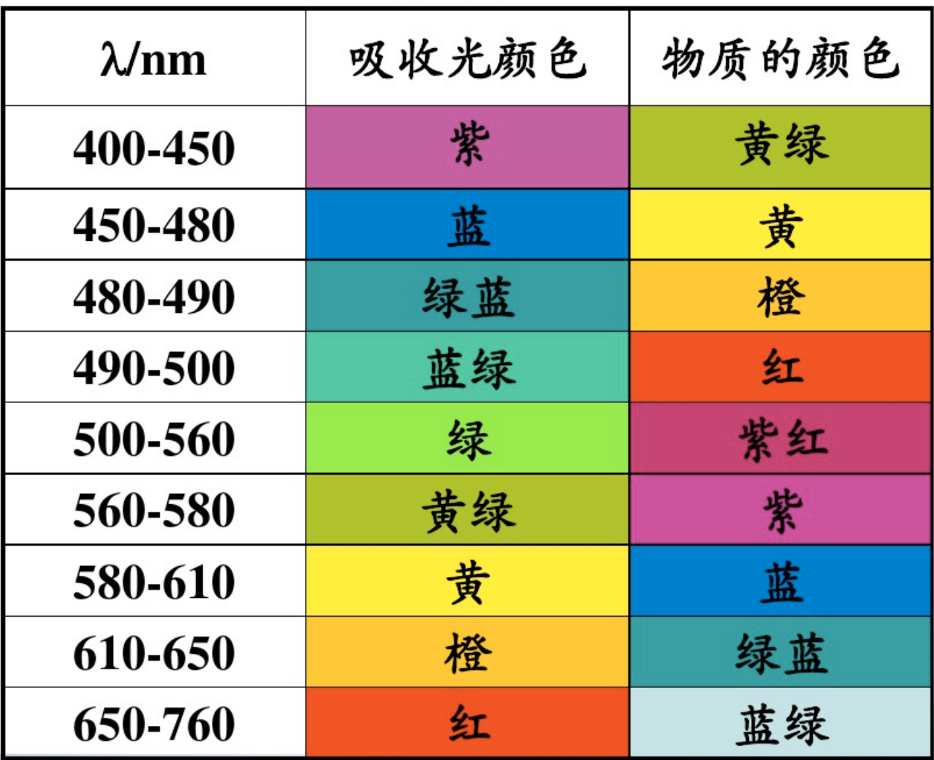 λ/nm 吸收光颜色 物质的颜色
400-450 紫 黄绿
450-480 蓝 黄
480-490 绿蓝 橙
490-500 蓝绿 红
500-560 绿 紫红
560-580 黄绿 紫
580-610 黄 蓝
610-650 橙 绿蓝
650-760 红 蓝绿